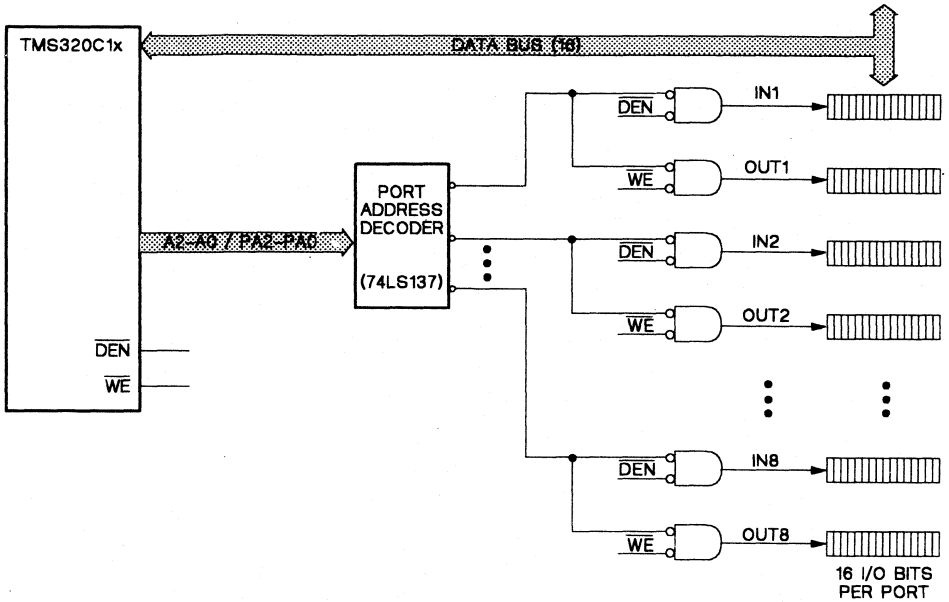 TMS320C1x
DATA BUS (16)
IN1
DEN
OUT1
WE
PORT
ADDRESS
DECODER
(74LS137)
A2-A0 / PA2-PA0
IN2
DEN
OUT2
WE
DEN
WE
IN8
DEN
OUT8
WE
16 I/O BITS
PER PORT